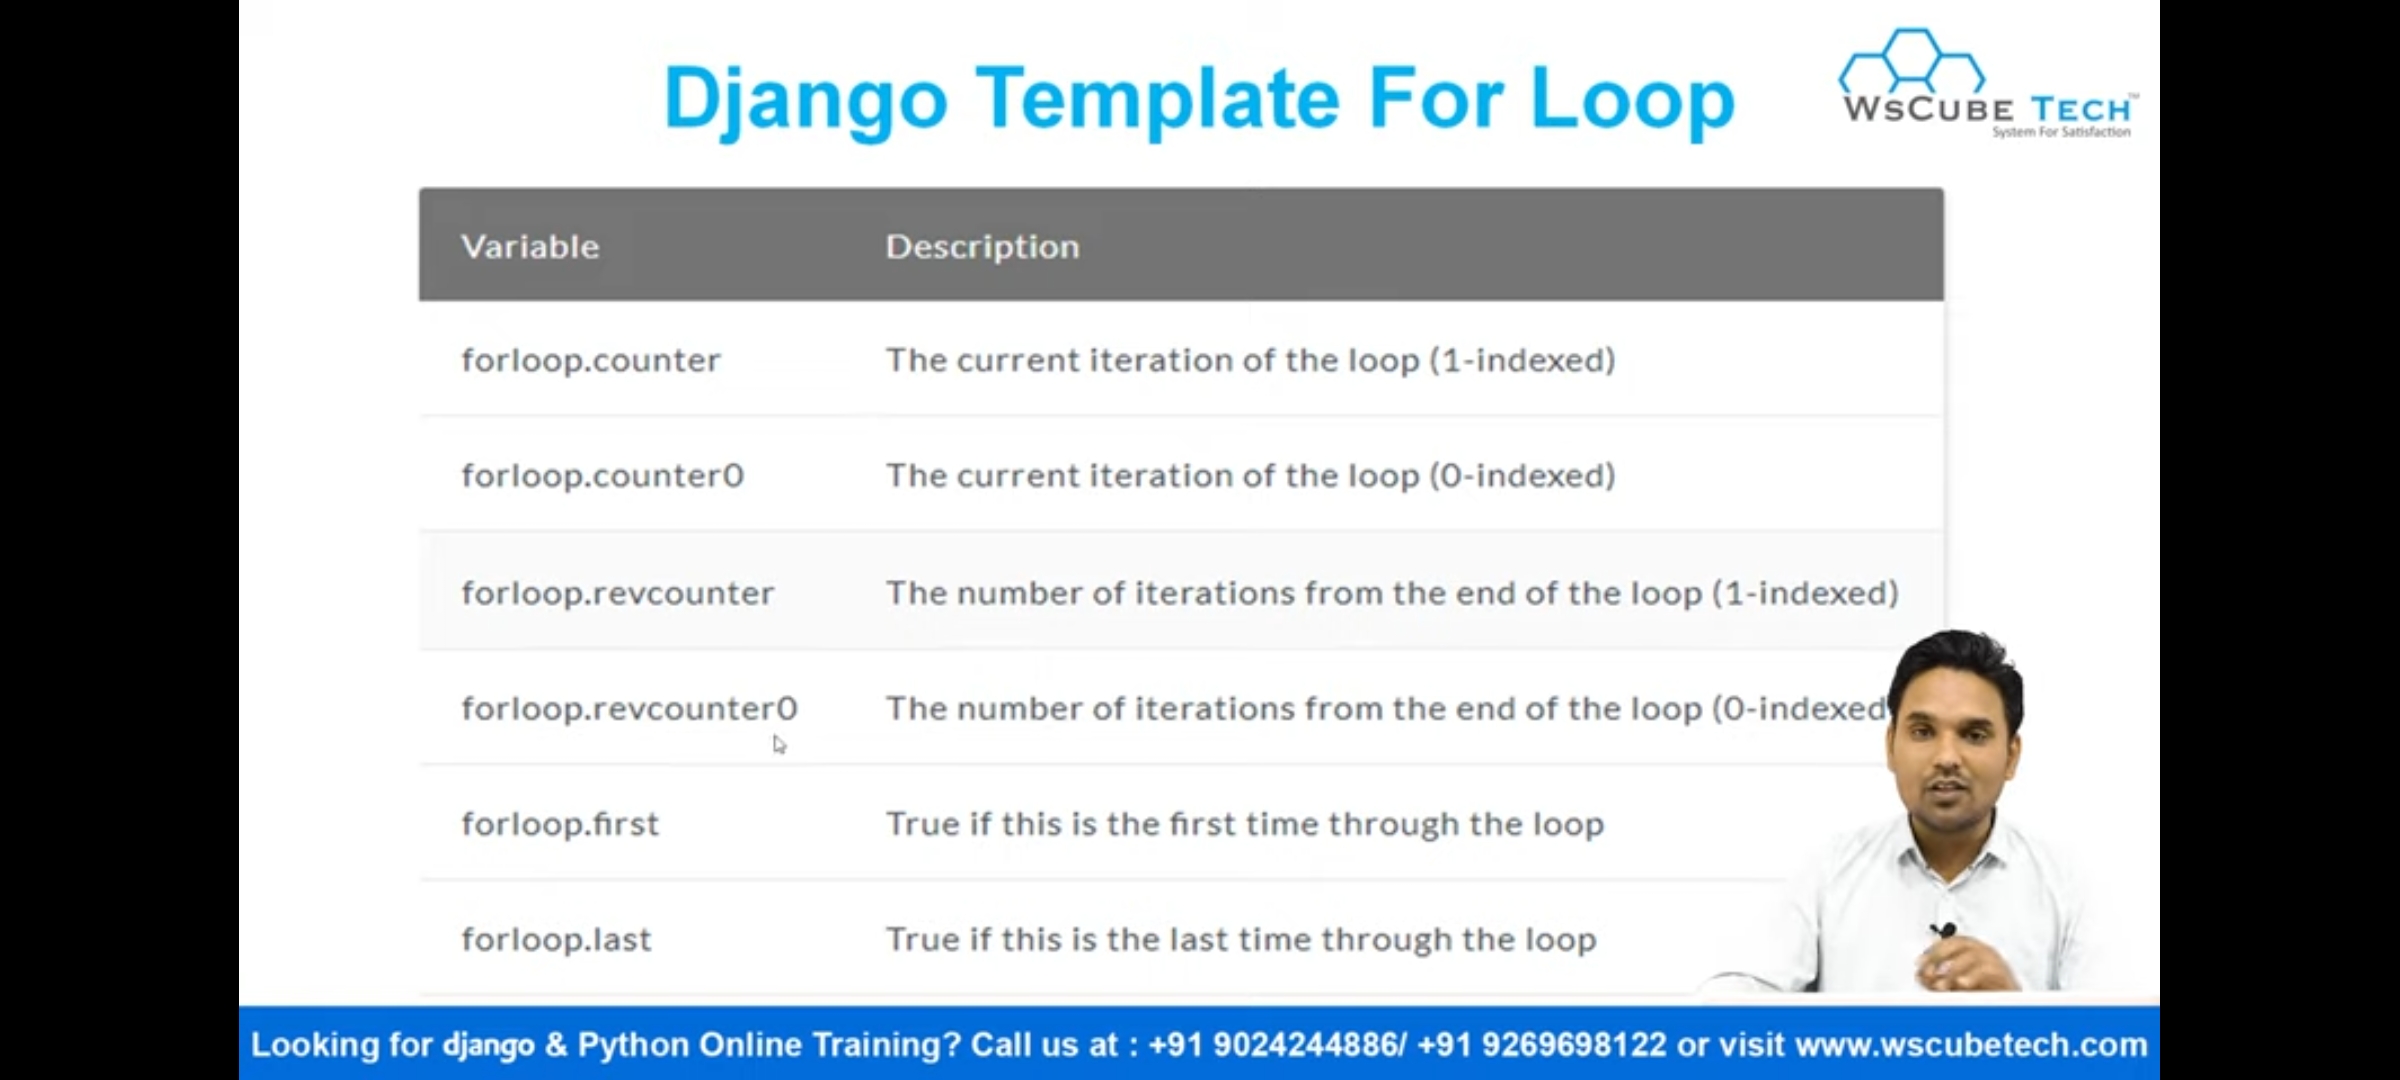 Django Template For Loop
WSCUBE TECH™
System For Satisfaction
Variable Description
forloop.counter The current iteration of the loop (1-indexed)
forloop.counter0 The current iteration of the loop (0-indexed)
forloop.revcounter The number of iterations from the end of the loop (1-indexed)
forloop.revcounter0 The number of iterations from the end of the loop (0-indexed
forloop.first True if this is the first time through the loop
forloop.last True if this is the last time through the loop
Looking for django & Python Online Training? Call us at : +91 9024244886/ +91 9269698122 or visit www.wscubetech.com